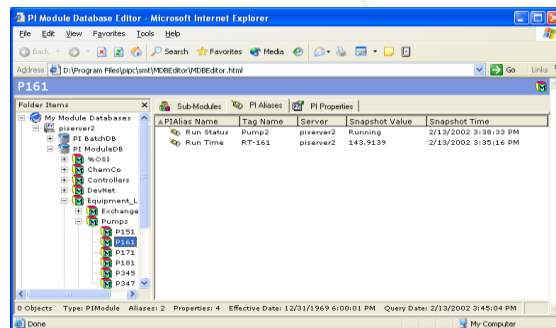 PI Module Database Editor - Microsoft Internet Explorer
File Edit View Favorites Tools Help
Back Search Favorites Media
Address D:\Program Files\pipc\smt\MDBEditor\MDBEditor.html Go Links
P161
Folder Items × Sub-Modules PI Aliases PI Properties
My Module Databases PIAlias Name Tag Name Server Snapshot Value Snapshot Time
piserver2 Run Status Pump2 piserver2 Running 2/13/2002 3:38:33 PM
PI BatchDB Run Time RT-161 piserver2 143.9139 2/13/2002 3:35:16 PM
PI ModuleDB
%OSI
ChemCo
Controllers
DevNet
Equipment_L
Exchange
Pumps
P151
P161
P171
P181
P345
P347
0 Objects Type: PIModule Aliases: 2 Properties: 4 Effective Date: 12/31/1969 6:00:01 PM Query Date: 2/13/2002 3:45:04 PM
Done My Computer